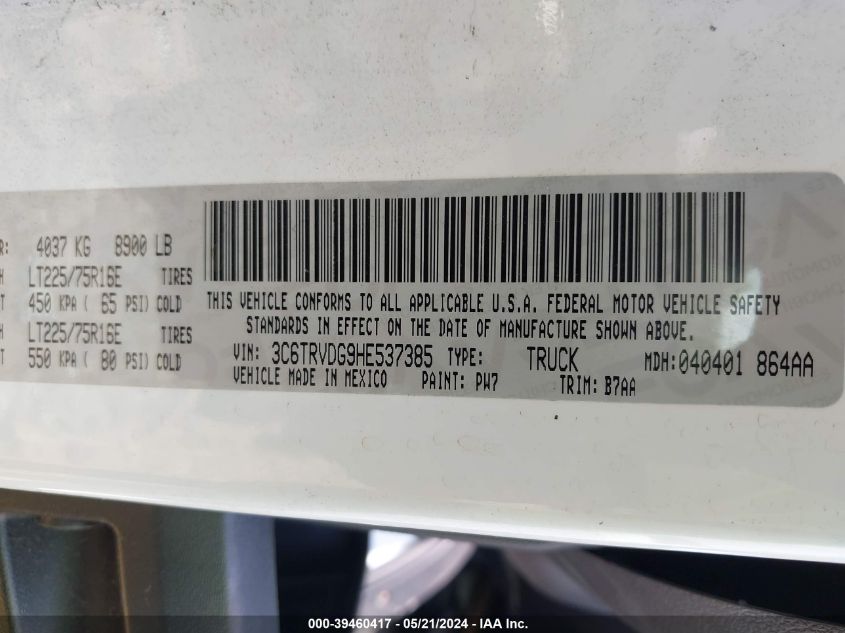 R: 4037 KG 8900 LB
H LT225/75R16E TIRES
T 450 KPA ( 65 PSI) COLD
H LT225/75R16E TIRES
T 550 KPA ( 80 PSI) COLD
THIS VEHICLE CONFORMS TO ALL APPLICABLE U.S.A. FEDERAL MOTOR VEHICLE SAFETY
STANDARDS IN EFFECT ON THE DATE OF MANUFACTURE SHOWN ABOVE.
VIN: 3C6TRVDG9HE537385 TYPE: TRUCK MDH:040401 864AA
VEHICLE MADE IN MEXICO PAINT: PW7 TRIM: B7AA
000-39460417 - 05/21/2024 - IAA Inc.